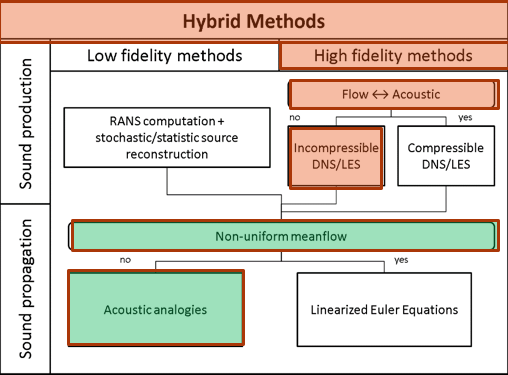 Hybrid Methods
Low fidelity methods
High fidelity methods
Sound production
Flow ↔ Acoustic
no
yes
RANS computation +
stochastic/statistic source
reconstruction
Incompressible
DNS/LES
Compressible
DNS/LES
Sound propagation
Non-uniform meanflow
no
yes
Acoustic analogies
Linearized Euler Equations